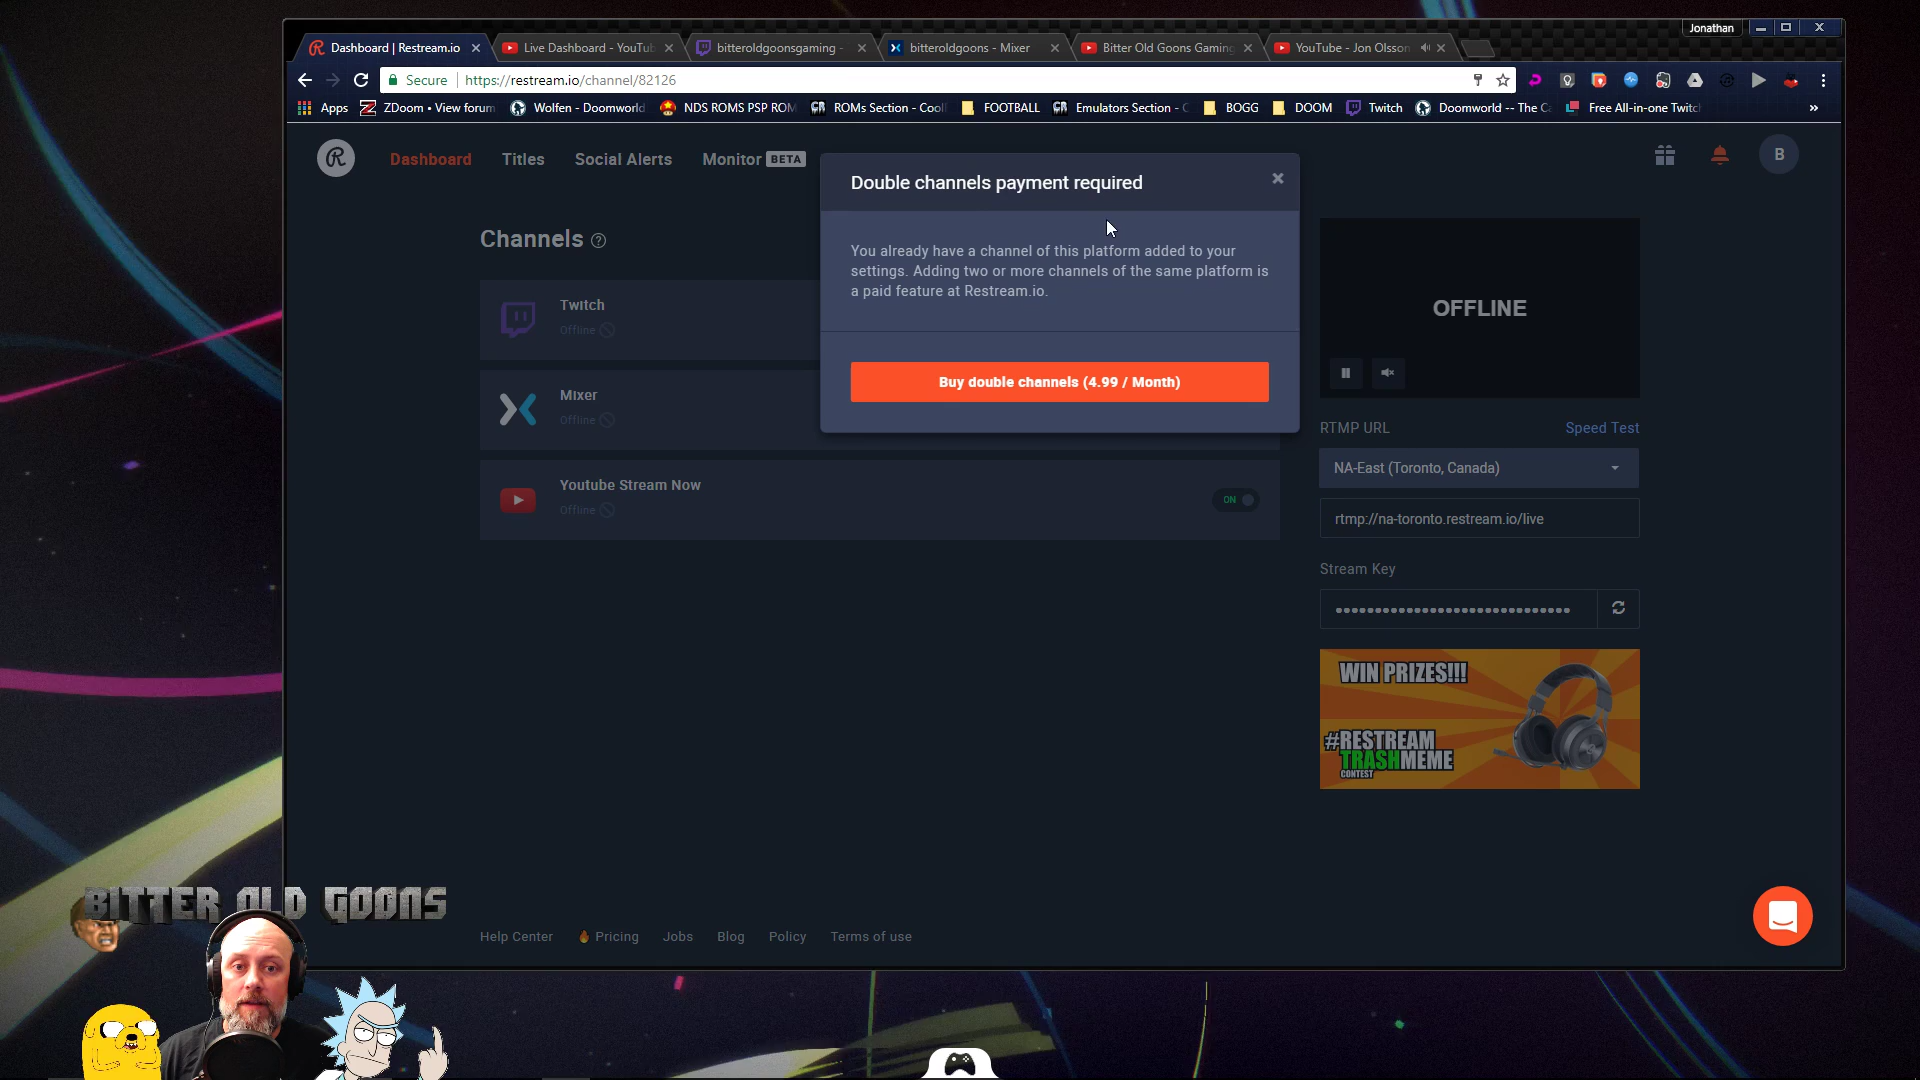 Jonathan
Dashboard | Restream.io
Live Dashboard - YouTub
bitteroldgoonsgaming -
bitteroldgoons - Mixer
Bitter Old Goons Gaming
YouTube - Jon Olsson
Secure
https://restream.io/channel/82126
Apps
ZDoom • View forum
Wolfen - Doomworld
NDS ROMS PSP ROM
ROMs Section - Cool
FOOTBALL
Emulators Section - C
BOGG
DOOM
Twitch
Doomworld -- The Ca
Free All-in-one Twitc
»
Dashboard
Titles
Social Alerts
Monitor BETA
B
Double channels payment required
You already have a channel of this platform added to your
settings. Adding two or more channels of the same platform is
a paid feature at Restream.io.
Buy double channels (4.99 / Month)
Channels
Twitch
Offline
Mixer
Offline
Youtube Stream Now
Offline
ON
OFFLINE
RTMP URL
Speed Test
NA-East (Toronto, Canada)
rtmp://na-toronto.restream.io/live
Stream Key
WIN PRIZES!!!
#RESTREAM
TRASHMEME
CONTEST
BITTER OLD GOONS
Help Center
Pricing
Jobs
Blog
Policy
Terms of use